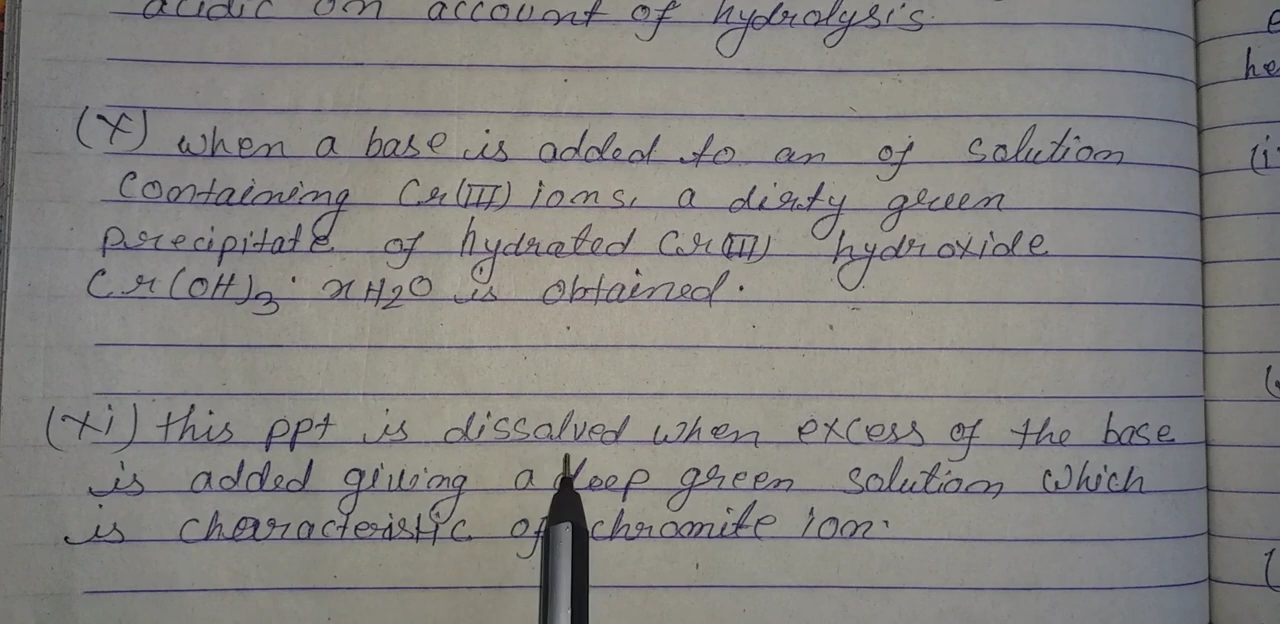 acidic on account of hydrolysis.
(X) when a base is added to an of solution
containing Cr(III) ions, a dirty green
precipitate of hydrated Cr(III) hydroxide
Cr(OH)3. xH2O is obtained.
(xi) this ppt is dissalved when excess of the base
is added giving a deep green solution which
is characteristic of chromite ion.
he
(i